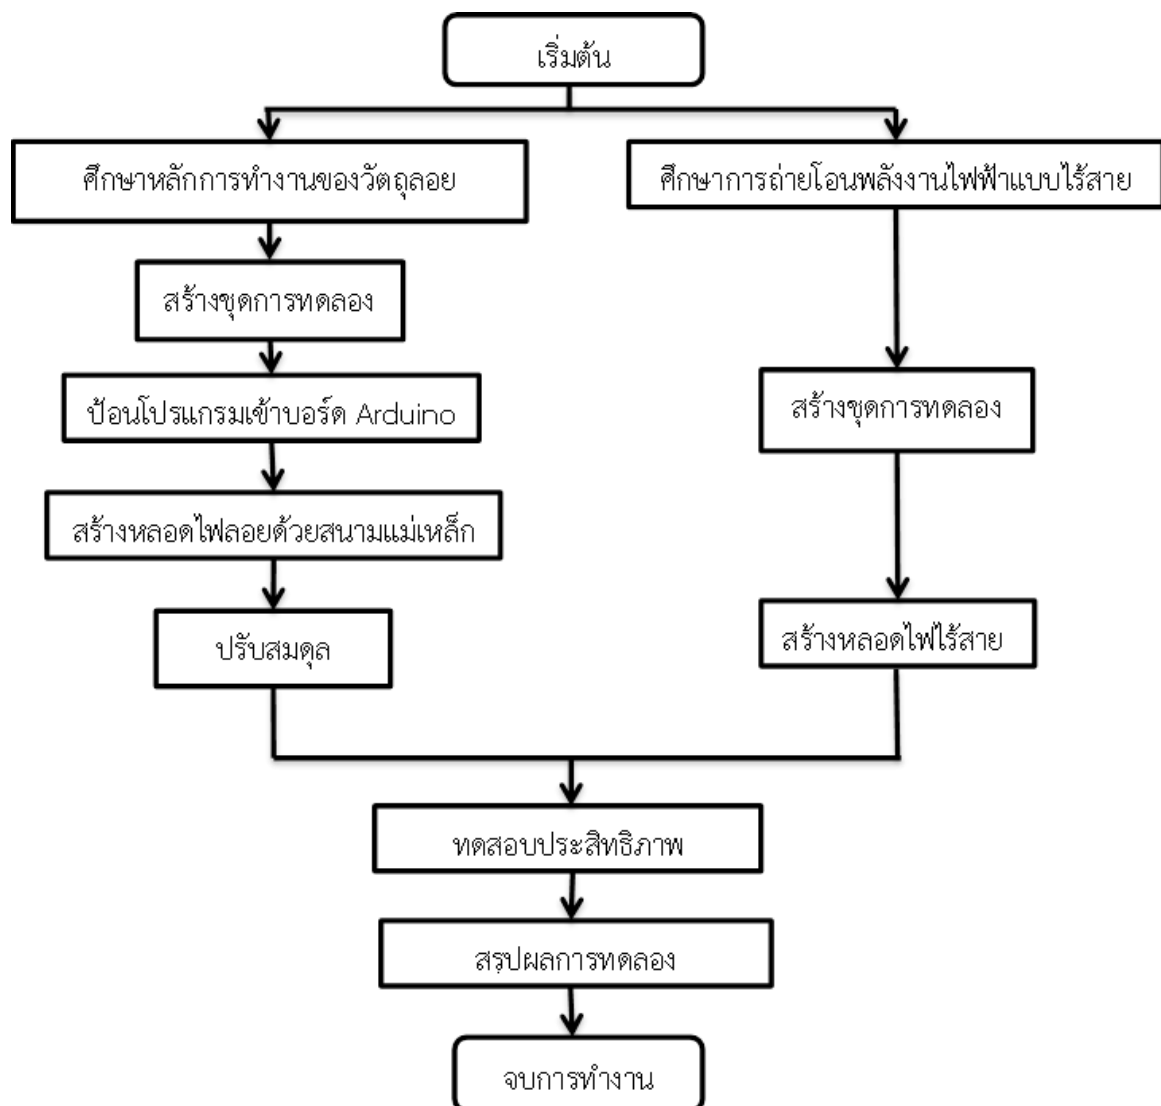 เริ่มต้น
ศึกษาหลักการทำงานของวัตถุลอย
ศึกษาการถ่ายโอนพลังงานไฟฟ้าแบบไร้สาย
สร้างชุดการทดลอง
ป้อนโปรแกรมเข้าบอร์ด Arduino
สร้างชุดการทดลอง
สร้างหลอดไฟลอยด้วยสนามแม่เหล็ก
ปรับสมดุล
สร้างหลอดไฟไร้สาย
ทดสอบประสิทธิภาพ
สรุปผลการทดลอง
จบการทำงาน